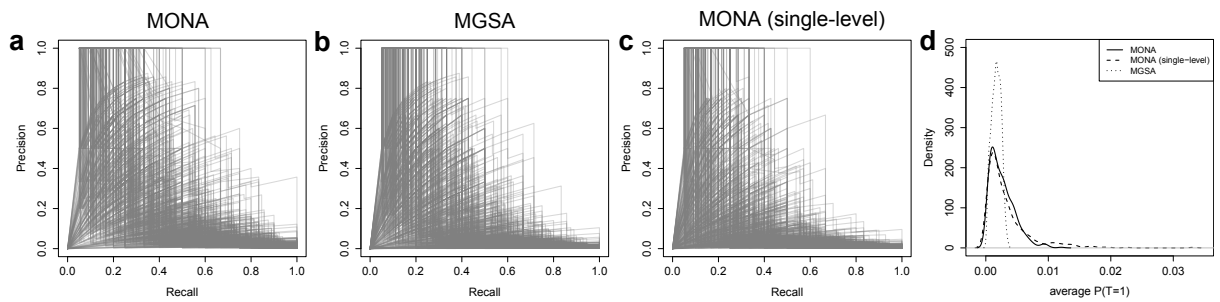 a
MONA
Precision
0.0 0.2 0.4 0.6 0.8 1.0
0.0 0.2 0.4 0.6 0.8 1.0
Recall
b
MGSA
Precision
0.0 0.2 0.4 0.6 0.8 1.0
0.0 0.2 0.4 0.6 0.8 1.0
Recall
c
MONA (single-level)
Precision
0.0 0.2 0.4 0.6 0.8 1.0
0.0 0.2 0.4 0.6 0.8 1.0
Recall
d
MONA
MONA (single−level)
MGSA
Density
0 100 200 300 400 500
0.00 0.01 0.02 0.03
average P(T=1)